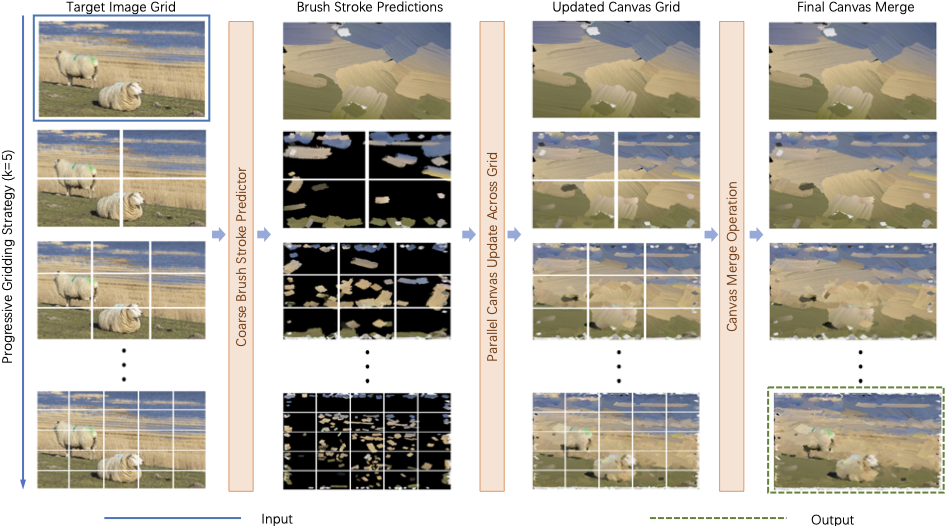 Target Image Grid
Brush Stroke Predictions
Updated Canvas Grid
Final Canvas Merge
Progressive Gridding Strategy (k=5)
Coarse Brush Stroke Predictor
Parallel Canvas Update Across Grid
Canvas Merge Operation
Input
Output